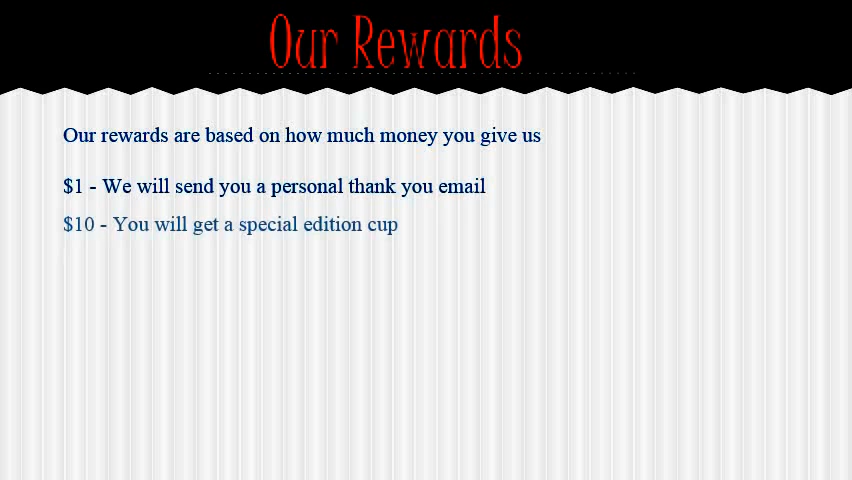 Our Rewards
Our rewards are based on how much money you give us
$1 - We will send you a personal thank you email
$10 - You will get a special edition cup